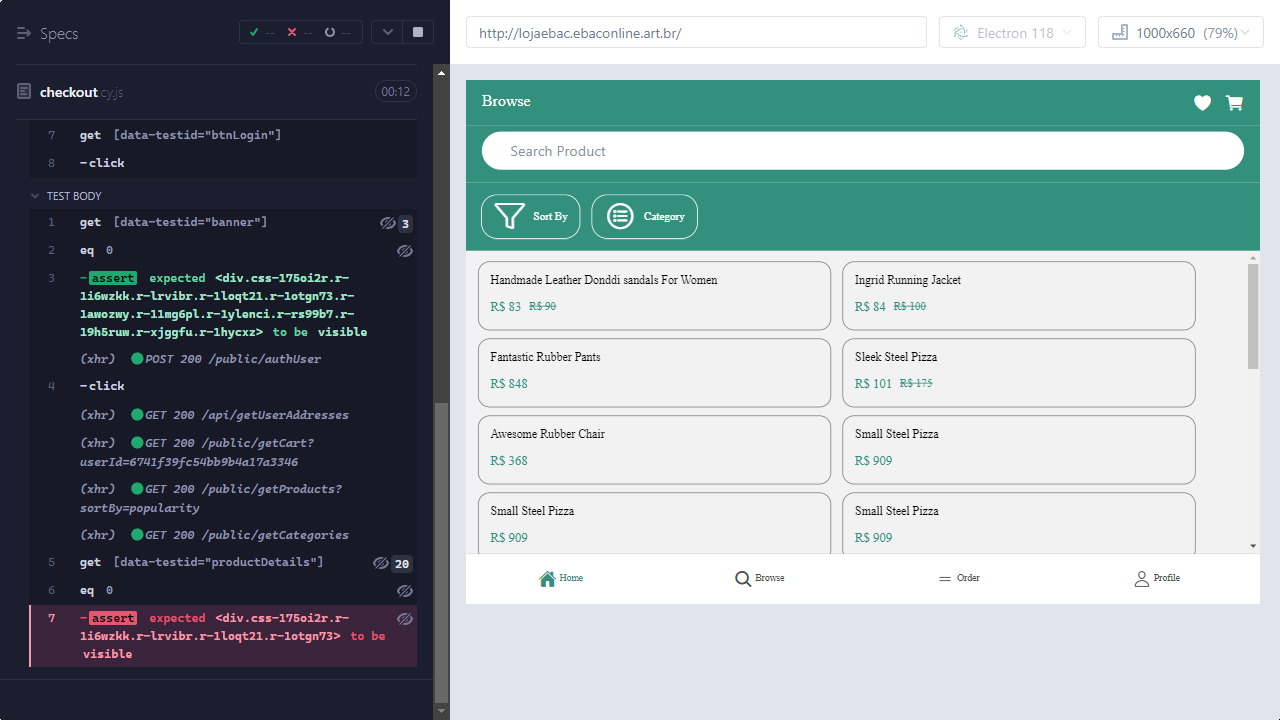 Specs
-- -- --
checkout.cy.js
00:12
7 get [data-testid="btnLogin"]
8 -click
TEST BODY
1 get [data-testid="banner"] 3
2 eq 0
3 -assert expected <div.css-175oi2r.r-
1i6wzkk.r-lrvibr.r-1loqt21.r-1otgn73.r-
1awozwy.r-11mg6pl.r-1ylenci.r-rs99b7.r-
19h5ruw.r-xjggfu.r-1hycxz> to be visible
(xhr) POST 200 /public/authUser
4 -click
(xhr) GET 200 /api/getUserAddresses
(xhr) GET 200 /public/getCart?
userId=6741f39fc54bb9b4a17a3346
(xhr) GET 200 /public/getProducts?
sortBy=popularity
(xhr) GET 200 /public/getCategories
5 get [data-testid="productDetails"] 20
6 eq 0
7 -assert expected <div.css-175oi2r.r-
1i6wzkk.r-lrvibr.r-1loqt21.r-1otgn73> to be
visible
http://lojaebac.ebaconline.art.br/
Electron 118
1000x660 (79%)
Browse
Search Product
Sort By
Category
Handmade Leather Donddi sandals For Women
R$ 83 R$ 90
Ingrid Running Jacket
R$ 84 R$ 100
Fantastic Rubber Pants
R$ 848
Sleek Steel Pizza
R$ 101 R$ 175
Awesome Rubber Chair
R$ 368
Small Steel Pizza
R$ 909
Small Steel Pizza
R$ 909
Small Steel Pizza
R$ 909
Home
Browse
Order
Profile